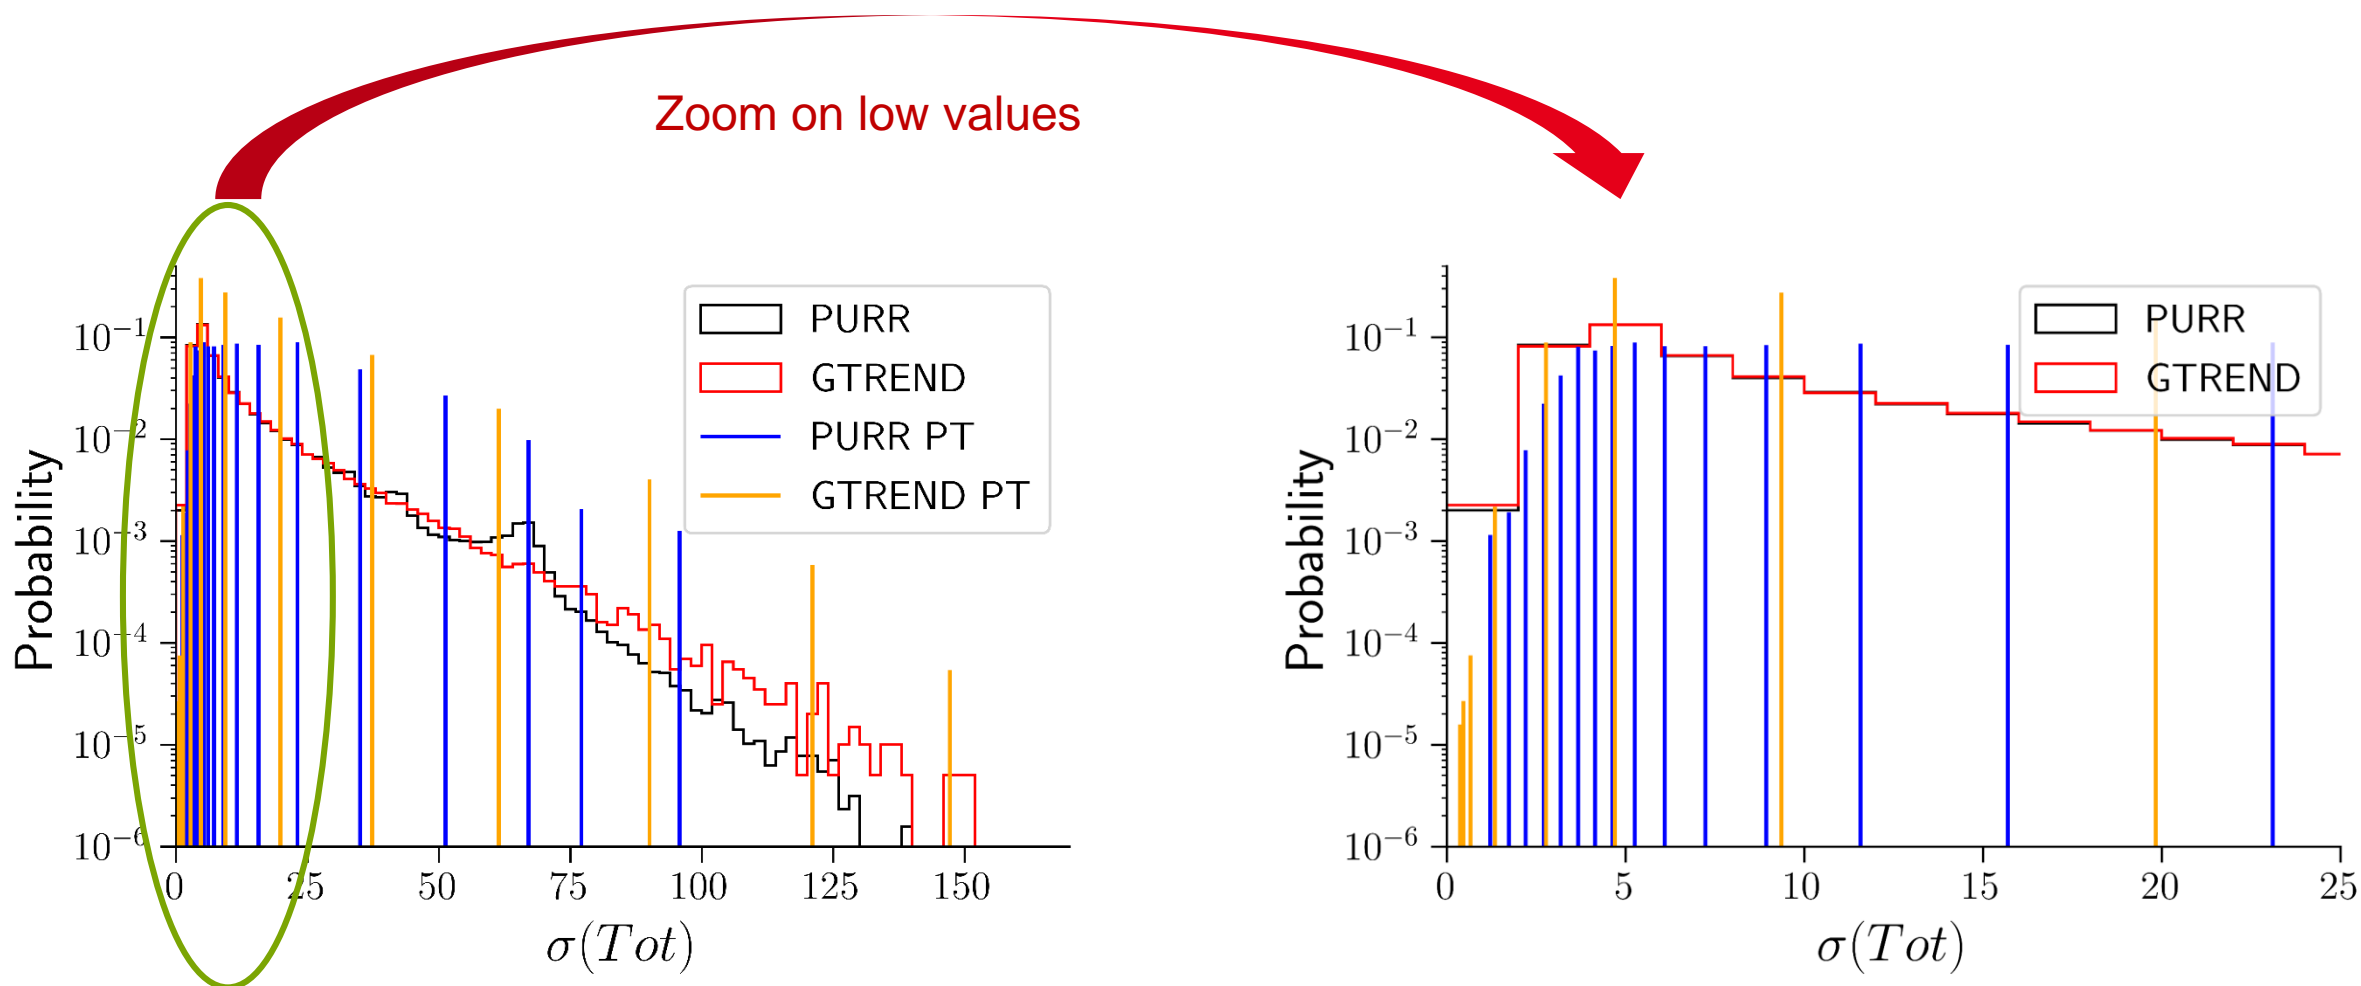 Zoom on low values
PURR
GTREND
PURR PT
GTREND PT
10⁻¹
10⁻²
10⁻³
10⁻⁴
10⁻⁵
10⁻⁶
Probability
0 25 50 75 100 125 150
σ(Tot)
PURR
GTREND
10⁻¹
10⁻²
10⁻³
10⁻⁴
10⁻⁵
10⁻⁶
Probability
0 5 10 15 20 25
σ(Tot)